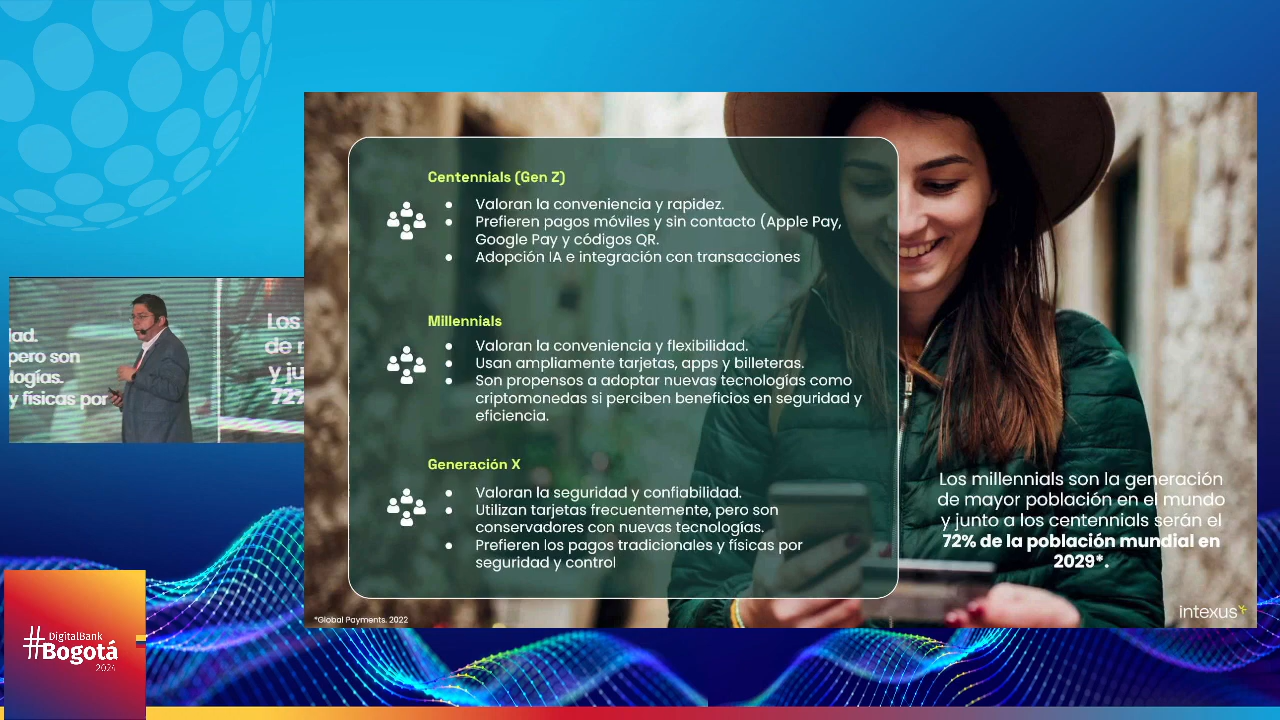 Centennials (Gen Z)
● Valoran la conveniencia y rapidez.
● Prefieren pagos móviles y sin contacto (Apple Pay,
Google Pay y códigos QR.
● Adopción IA e integración con transacciones
Millennials
● Valoran la conveniencia y flexibilidad.
● Usan ampliamente tarjetas, apps y billeteras.
● Son propensos a adoptar nuevas tecnologías como
criptomonedas si perciben beneficios en seguridad y
eficiencia.
Generación X
● Valoran la seguridad y confiabilidad.
● Utilizan tarjetas frecuentemente, pero son
conservadores con nuevas tecnologías.
● Prefieren los pagos tradicionales y físicas por
seguridad y control
Los millennials son la generación
de mayor población en el mundo
y junto a los centennials serán el
72% de la población mundial en
2029*.
*Global Payments. 2022
intexus
dad.
pero son
logías.
y físicas por
Los
de r
y ju
72%
#DigitalBank
Bogotá
2024